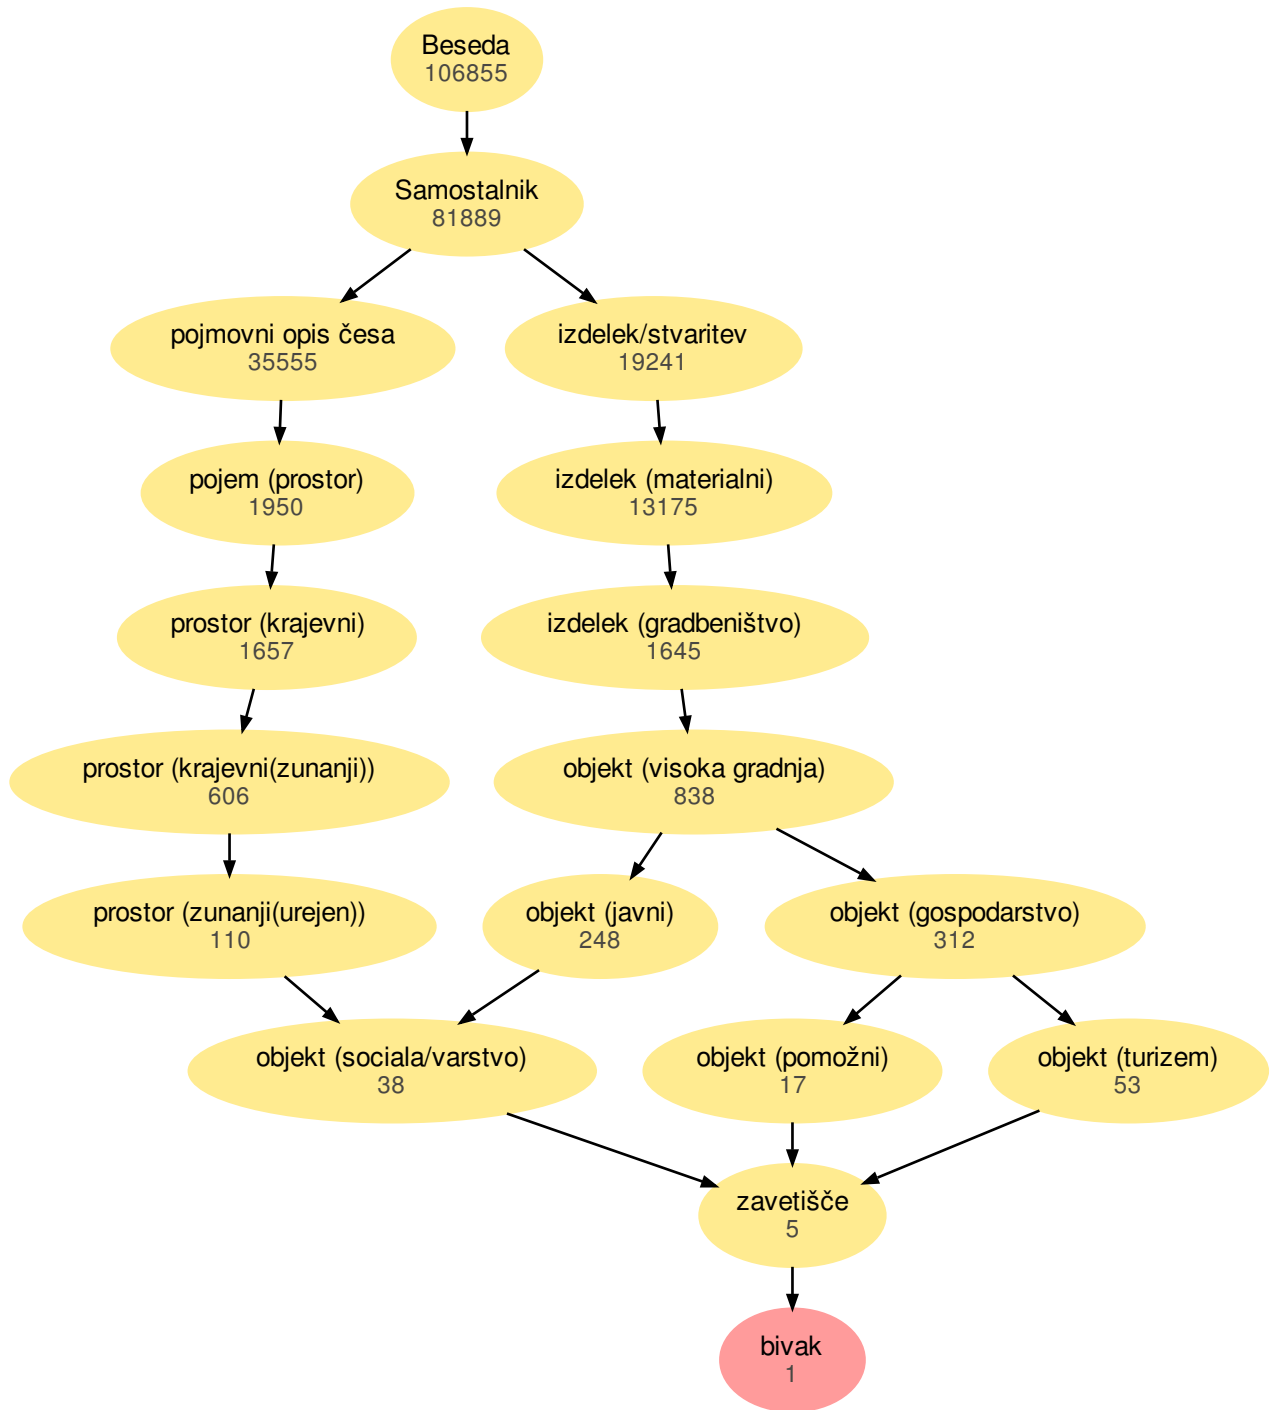 Beseda
106855
Samostalnik
81889
pojmovni opis česa
35555
izdelek/stvaritev
19241
pojem (prostor)
1950
izdelek (materialni)
13175
prostor (krajevni)
1657
izdelek (gradbeništvo)
1645
prostor (krajevni(zunanji))
606
objekt (visoka gradnja)
838
prostor (zunanji(urejen))
110
objekt (javni)
248
objekt (gospodarstvo)
312
objekt (sociala/varstvo)
38
objekt (pomožni)
17
objekt (turizem)
53
zavetišče
5
bivak
1